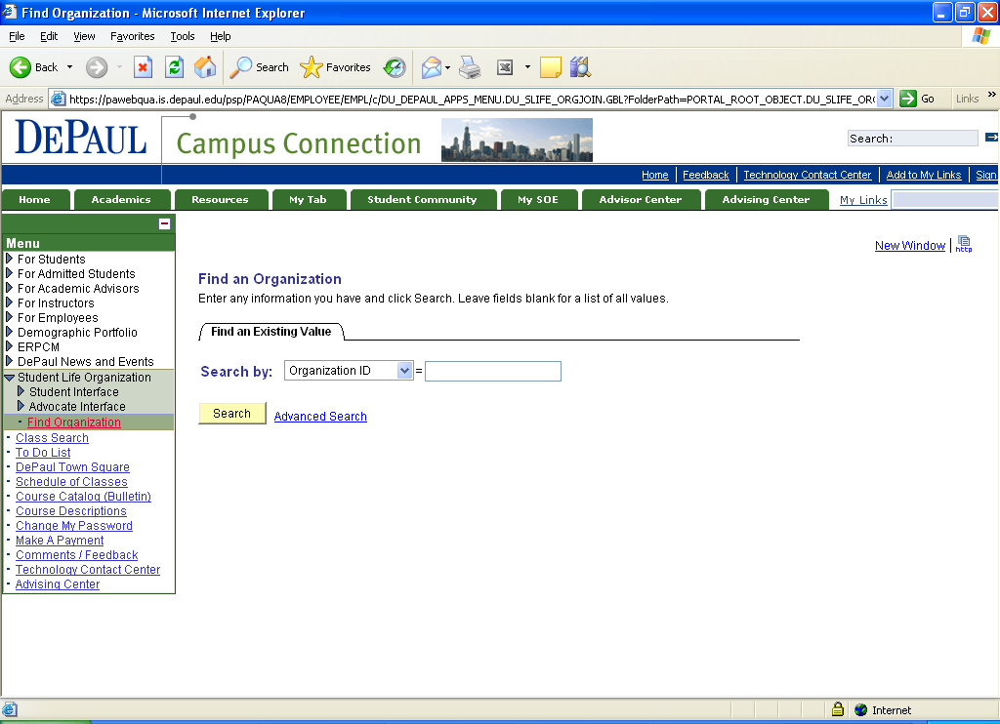 Find Organization - Microsoft Internet Explorer
File Edit View Favorites Tools Help
Back Search Favorites
Address https://pawebqua.is.depaul.edu/psp/PAQUA8/EMPLOYEE/EMPL/c/DU_DEPAUL_APPS_MENU.DU_SLIFE_ORGJOIN.GBL?FolderPath=PORTAL_ROOT_OBJECT.DU_SLIFE_OR Go Links »
DEPAUL Campus Connection Search:
Home Feedback Technology Contact Center Add to My Links Sign
Home Academics Resources My Tab Student Community My SOE Advisor Center Advising Center My Links
Menu
For Students
For Admitted Students
For Academic Advisors
For Instructors
For Employees
Demographic Portfolio
ERPCM
DePaul News and Events
Student Life Organization
Student Interface
Advocate Interface
Find Organization
Class Search
To Do List
DePaul Town Square
Schedule of Classes
Course Catalog (Bulletin)
Course Descriptions
Change My Password
Make A Payment
Comments / Feedback
Technology Contact Center
Advising Center
New Window http
Find an Organization
Enter any information you have and click Search. Leave fields blank for a list of all values.
Find an Existing Value
Search by: Organization ID =
Search Advanced Search
Internet